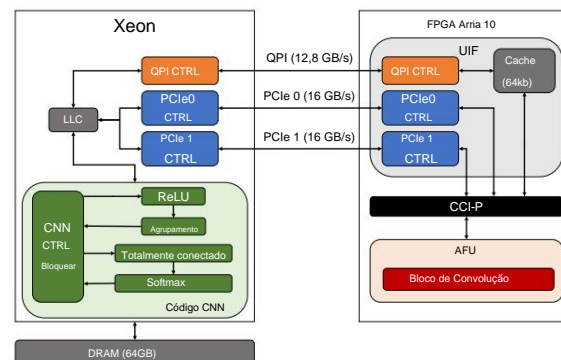 Xeon
FPGA Arria 10
UIF
QPI CTRL
QPI (12,8 GB/s)
QPI CTRL
Cache
(64kb)
PCIe0
CTRL
PCIe 0 (16 GB/s)
PCIe0
CTRL
LLC
PCIe 1
CTRL
PCIe 1 (16 GB/s)
PCIe 1
CTRL
ReLU
CNN
CTRL
Bloquear
Agrupamento
Totalmente conectado
Softmax
Código CNN
CCI-P
AFU
Bloco de Convolução
DRAM (64GB)